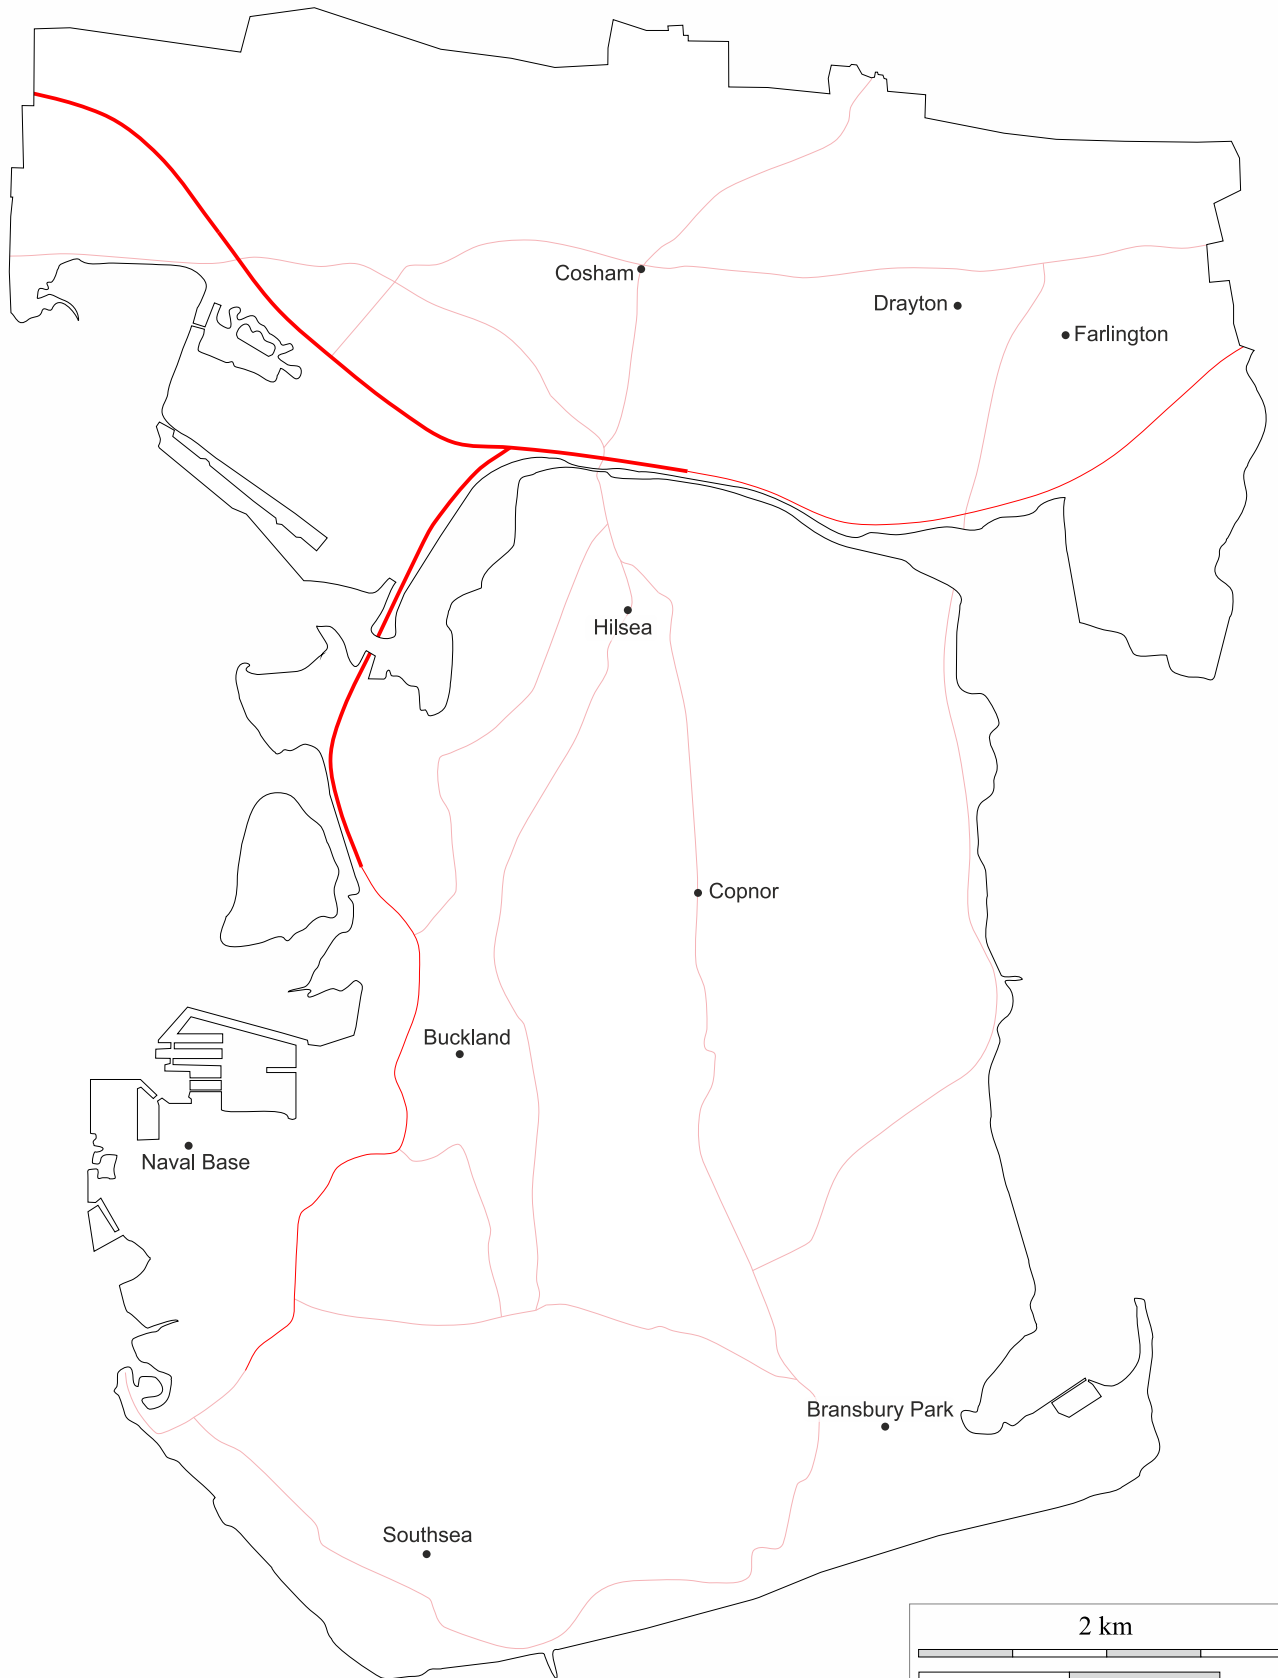 Cosham
Drayton
Farlington
Hilsea
Copnor
Buckland
Naval Base
Bransbury Park
Southsea
2 km